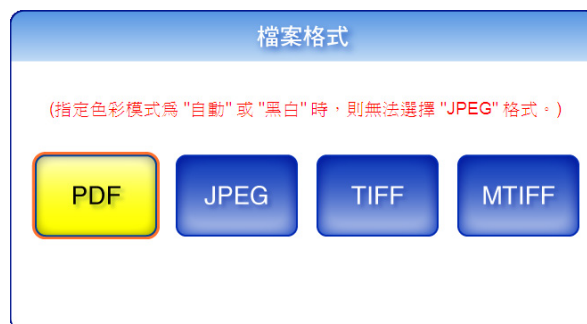 檔案格式
(指定色彩模式爲 "自動" 或 "黑白" 時，則無法選擇 "JPEG" 格式。)
PDF JPEG TIFF MTIFF